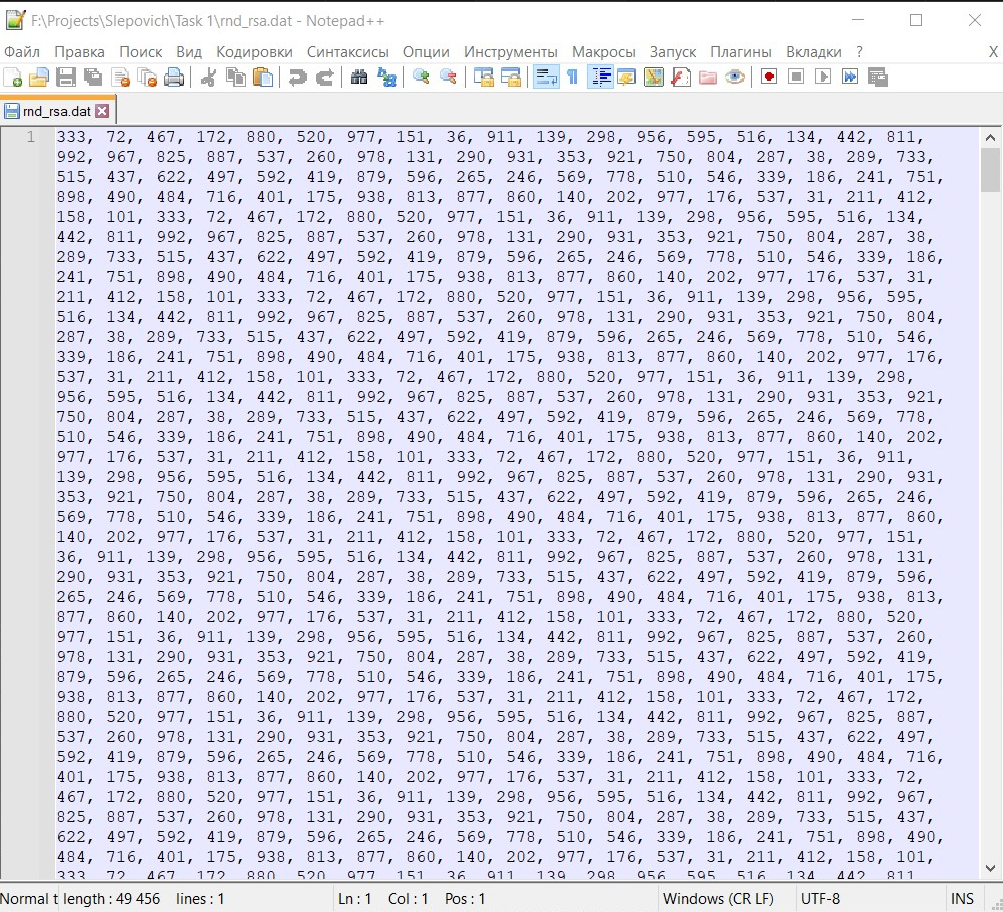 F:\Projects\Slepovich\Task 1\rnd_rsa.dat - Notepad++
Файл Правка Поиск Вид Кодировки Синтаксисы Опции Инструменты Макросы Запуск Плагины Вкладки ? X
rnd_rsa.dat
1
333, 72, 467, 172, 880, 520, 977, 151, 36, 911, 139, 298, 956, 595, 516, 134, 442, 811,
992, 967, 825, 887, 537, 260, 978, 131, 290, 931, 353, 921, 750, 804, 287, 38, 289, 733,
515, 437, 622, 497, 592, 419, 879, 596, 265, 246, 569, 778, 510, 546, 339, 186, 241, 751,
898, 490, 484, 716, 401, 175, 938, 813, 877, 860, 140, 202, 977, 176, 537, 31, 211, 412,
158, 101, 333, 72, 467, 172, 880, 520, 977, 151, 36, 911, 139, 298, 956, 595, 516, 134,
442, 811, 992, 967, 825, 887, 537, 260, 978, 131, 290, 931, 353, 921, 750, 804, 287, 38,
289, 733, 515, 437, 622, 497, 592, 419, 879, 596, 265, 246, 569, 778, 510, 546, 339, 186,
241, 751, 898, 490, 484, 716, 401, 175, 938, 813, 877, 860, 140, 202, 977, 176, 537, 31,
211, 412, 158, 101, 333, 72, 467, 172, 880, 520, 977, 151, 36, 911, 139, 298, 956, 595,
516, 134, 442, 811, 992, 967, 825, 887, 537, 260, 978, 131, 290, 931, 353, 921, 750, 804,
287, 38, 289, 733, 515, 437, 622, 497, 592, 419, 879, 596, 265, 246, 569, 778, 510, 546,
339, 186, 241, 751, 898, 490, 484, 716, 401, 175, 938, 813, 877, 860, 140, 202, 977, 176,
537, 31, 211, 412, 158, 101, 333, 72, 467, 172, 880, 520, 977, 151, 36, 911, 139, 298,
956, 595, 516, 134, 442, 811, 992, 967, 825, 887, 537, 260, 978, 131, 290, 931, 353, 921,
750, 804, 287, 38, 289, 733, 515, 437, 622, 497, 592, 419, 879, 596, 265, 246, 569, 778,
510, 546, 339, 186, 241, 751, 898, 490, 484, 716, 401, 175, 938, 813, 877, 860, 140, 202,
977, 176, 537, 31, 211, 412, 158, 101, 333, 72, 467, 172, 880, 520, 977, 151, 36, 911,
139, 298, 956, 595, 516, 134, 442, 811, 992, 967, 825, 887, 537, 260, 978, 131, 290, 931,
353, 921, 750, 804, 287, 38, 289, 733, 515, 437, 622, 497, 592, 419, 879, 596, 265, 246,
569, 778, 510, 546, 339, 186, 241, 751, 898, 490, 484, 716, 401, 175, 938, 813, 877, 860,
140, 202, 977, 176, 537, 31, 211, 412, 158, 101, 333, 72, 467, 172, 880, 520, 977, 151,
36, 911, 139, 298, 956, 595, 516, 134, 442, 811, 992, 967, 825, 887, 537, 260, 978, 131,
290, 931, 353, 921, 750, 804, 287, 38, 289, 733, 515, 437, 622, 497, 592, 419, 879, 596,
265, 246, 569, 778, 510, 546, 339, 186, 241, 751, 898, 490, 484, 716, 401, 175, 938, 813,
877, 860, 140, 202, 977, 176, 537, 31, 211, 412, 158, 101, 333, 72, 467, 172, 880, 520,
977, 151, 36, 911, 139, 298, 956, 595, 516, 134, 442, 811, 992, 967, 825, 887, 537, 260,
978, 131, 290, 931, 353, 921, 750, 804, 287, 38, 289, 733, 515, 437, 622, 497, 592, 419,
879, 596, 265, 246, 569, 778, 510, 546, 339, 186, 241, 751, 898, 490, 484, 716, 401, 175,
938, 813, 877, 860, 140, 202, 977, 176, 537, 31, 211, 412, 158, 101, 333, 72, 467, 172,
880, 520, 977, 151, 36, 911, 139, 298, 956, 595, 516, 134, 442, 811, 992, 967, 825, 887,
537, 260, 978, 131, 290, 931, 353, 921, 750, 804, 287, 38, 289, 733, 515, 437, 622, 497,
592, 419, 879, 596, 265, 246, 569, 778, 510, 546, 339, 186, 241, 751, 898, 490, 484, 716,
401, 175, 938, 813, 877, 860, 140, 202, 977, 176, 537, 31, 211, 412, 158, 101, 333, 72,
467, 172, 880, 520, 977, 151, 36, 911, 139, 298, 956, 595, 516, 134, 442, 811, 992, 967,
825, 887, 537, 260, 978, 131, 290, 931, 353, 921, 750, 804, 287, 38, 289, 733, 515, 437,
622, 497, 592, 419, 879, 596, 265, 246, 569, 778, 510, 546, 339, 186, 241, 751, 898, 490,
484, 716, 401, 175, 938, 813, 877, 860, 140, 202, 977, 176, 537, 31, 211, 412, 158, 101,
333, 72, 467, 172, 880, 520, 977, 151, 36, 911, 139, 298, 956, 595, 516, 134, 442, 811,
Normal t length : 49 456 lines : 1 Ln : 1 Col : 1 Pos : 1 Windows (CR LF) UTF-8 INS